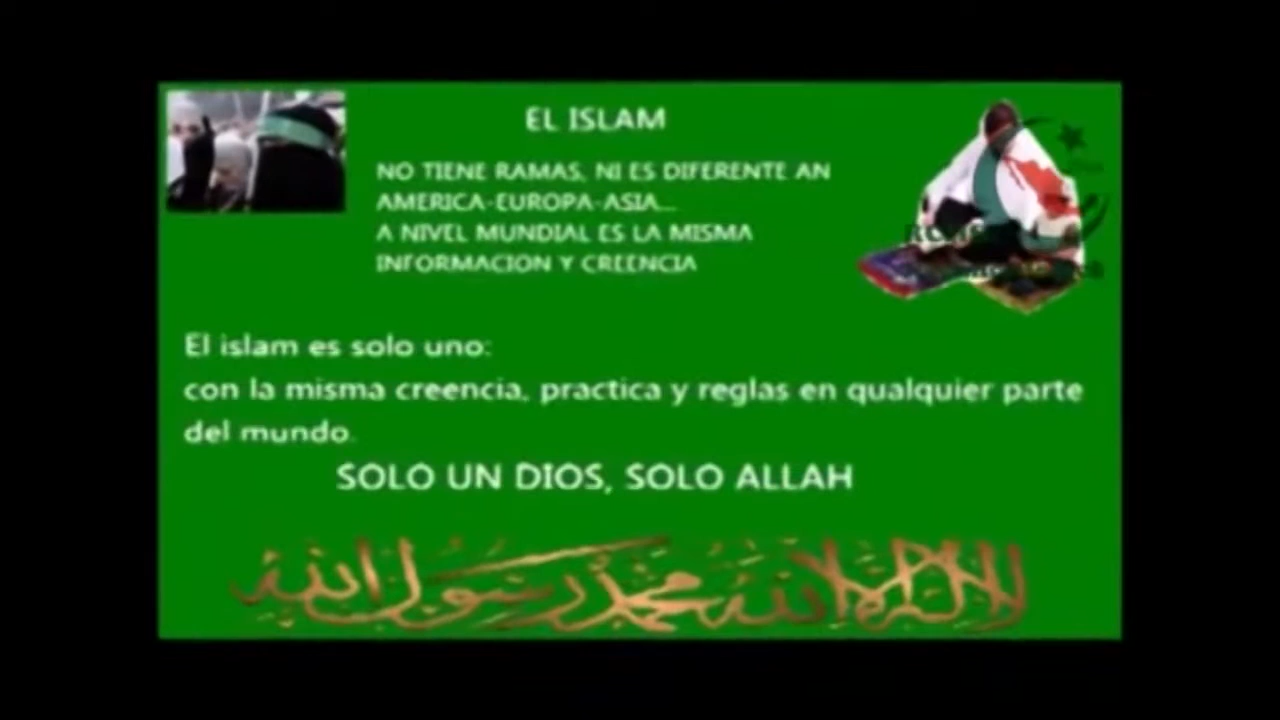 EL ISLAM
NO TIENE RAMAS, NI ES DIFERENTE AN
AMERICA-EUROPA-ASIA...
A NIVEL MUNDIAL ES LA MISMA
INFORMACION Y CREENCIA
El islam es solo uno:
con la misma creencia, practica y reglas en qualquier parte
del mundo.
SOLO UN DIOS, SOLO ALLAH
لا اله الا الله محمد رسول الله